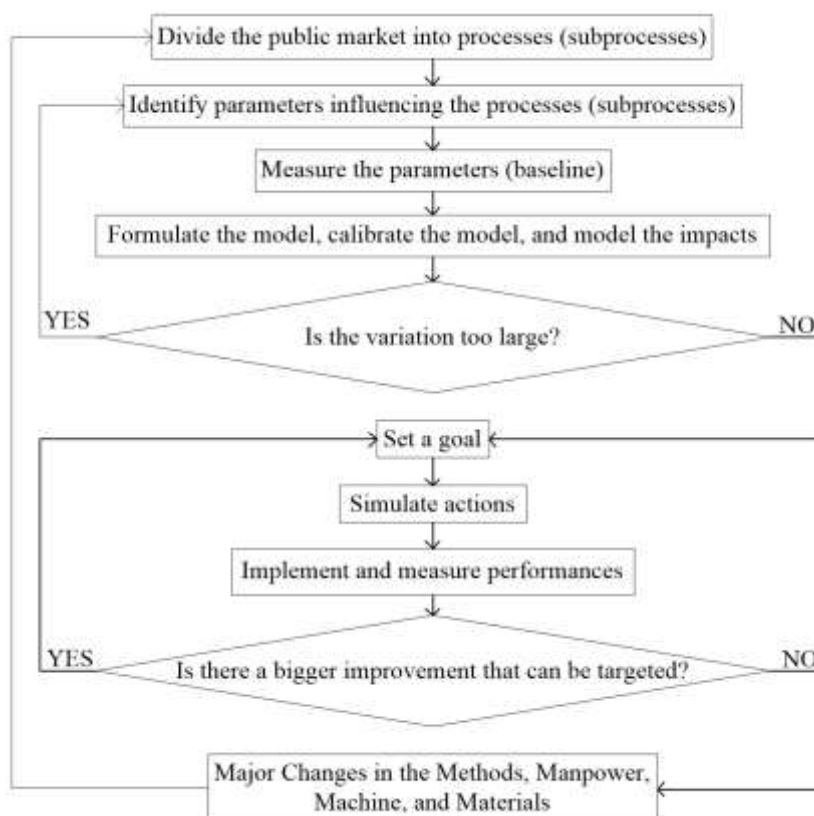 Divide the public market into processes (subprocesses)
Identify parameters influencing the processes (subprocesses)
Measure the parameters (baseline)
Formulate the model, calibrate the model, and model the impacts
YES
NO
Is the variation too large?
Set a goal
Simulate actions
Implement and measure performances
YES
NO
Is there a bigger improvement that can be targeted?
Major Changes in the Methods, Manpower,
Machine, and Materials